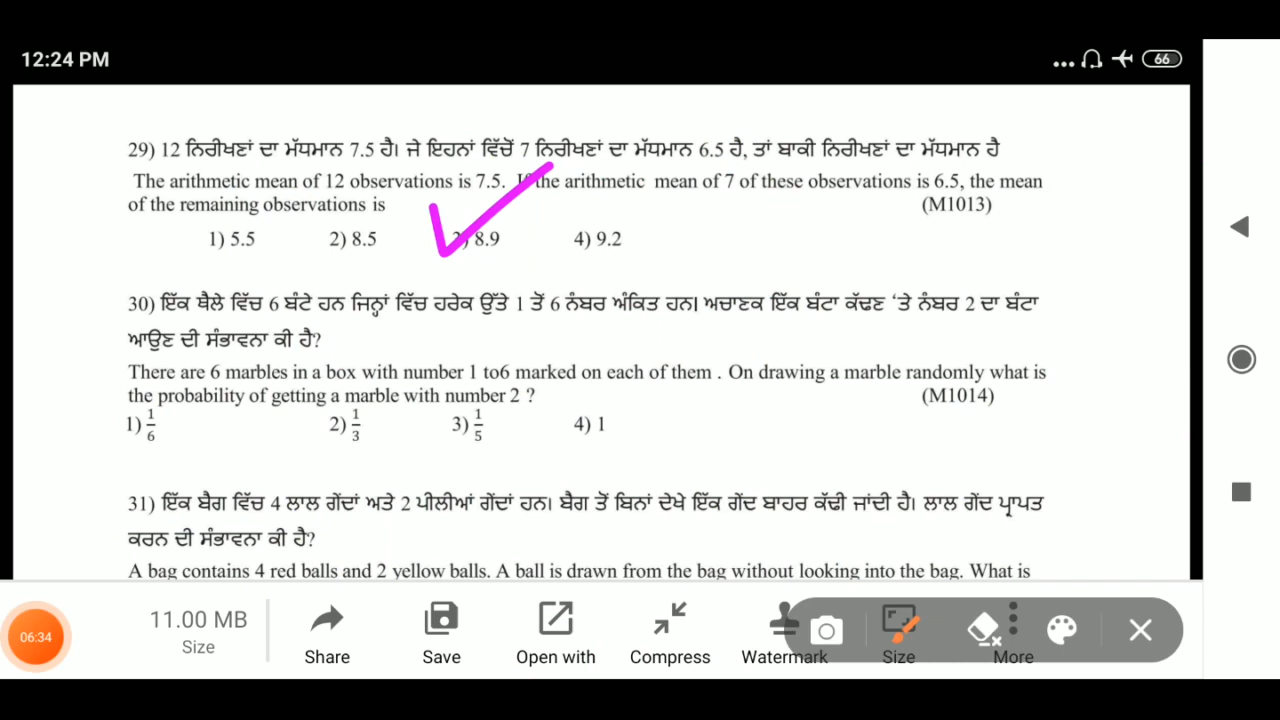 12:24 PM
66
29) 12 ਨਿਰੀਖਣਾਂ ਦਾ ਮੱਧਮਾਨ 7.5 ਹੈ। ਜੇ ਇਹਨਾਂ ਵਿੱਚੋਂ 7 ਨਿਰੀਖਣਾਂ ਦਾ ਮੱਧਮਾਨ 6.5 ਹੈ, ਤਾਂ ਬਾਕੀ ਨਿਰੀਖਣਾਂ ਦਾ ਮੱਧਮਾਨ ਹੈ
The arithmetic mean of 12 observations is 7.5. If the arithmetic mean of 7 of these observations is 6.5, the mean
of the remaining observations is (M1013)
1) 5.5 2) 8.5 3) 8.9 4) 9.2
30) ਇੱਕ ਥੈਲੇ ਵਿੱਚ 6 ਬੰਟੇ ਹਨ ਜਿਨ੍ਹਾਂ ਵਿੱਚ ਹਰੇਕ ਉੱਤੇ 1 ਤੋਂ 6 ਨੰਬਰ ਅੰਕਿਤ ਹਨ। ਅਚਾਣਕ ਇੱਕ ਬੰਟਾ ਕੱਢਣ ‘ਤੇ ਨੰਬਰ 2 ਦਾ ਬੰਟਾ
ਆਉਣ ਦੀ ਸੰਭਾਵਨਾ ਕੀ ਹੈ?
There are 6 marbles in a box with number 1 to6 marked on each of them . On drawing a marble randomly what is
the probability of getting a marble with number 2 ? (M1014)
1) 1/6 2) 1/3 3) 1/5 4) 1
31) ਇੱਕ ਬੈਗ ਵਿੱਚ 4 ਲਾਲ ਗੇਂਦਾਂ ਅਤੇ 2 ਪੀਲੀਆਂ ਗੇਂਦਾਂ ਹਨ। ਬੈਗ ਤੋਂ ਬਿਨਾਂ ਦੇਖੇ ਇੱਕ ਗੇਂਦ ਬਾਹਰ ਕੱਢੀ ਜਾਂਦੀ ਹੈ। ਲਾਲ ਗੇਂਦ ਪ੍ਰਾਪਤ
ਕਰਨ ਦੀ ਸੰਭਾਵਨਾ ਕੀ ਹੈ?
A bag contains 4 red balls and 2 yellow balls. A ball is drawn from the bag without looking into the bag. What is
06:34
11.00 MB
Size
Share Save Open with Compress Watermark Size More